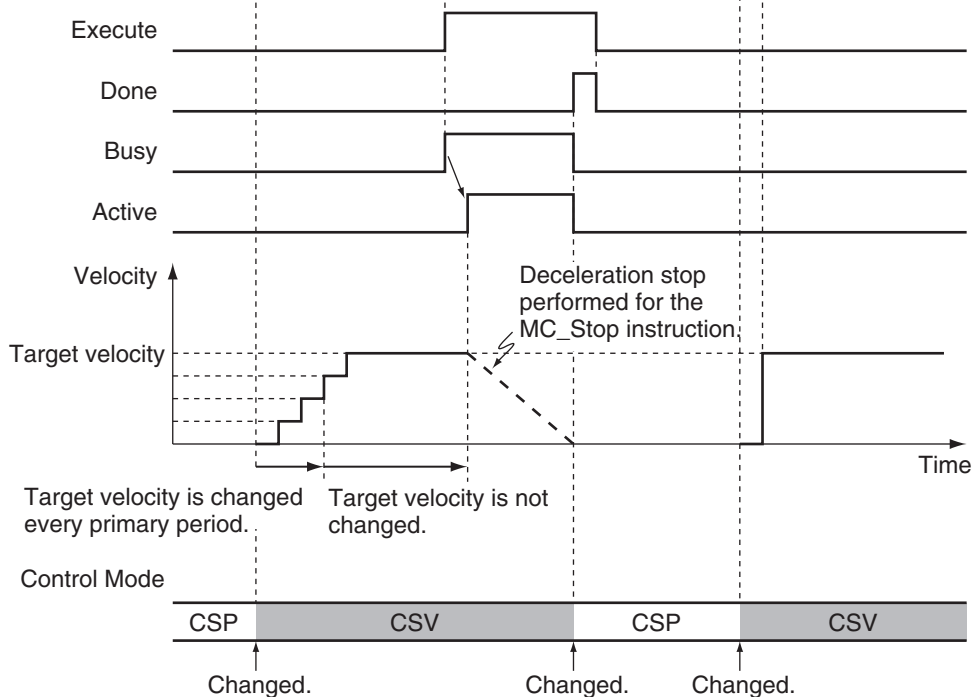 Execute
Done
Busy
Active
Velocity
Deceleration stop
performed for the
MC_Stop instruction.
Target velocity
Time
Target velocity is changed
every primary period.
Target velocity is not
changed.
Control Mode
CSP
CSV
CSP
CSV
Changed.
Changed.
Changed.